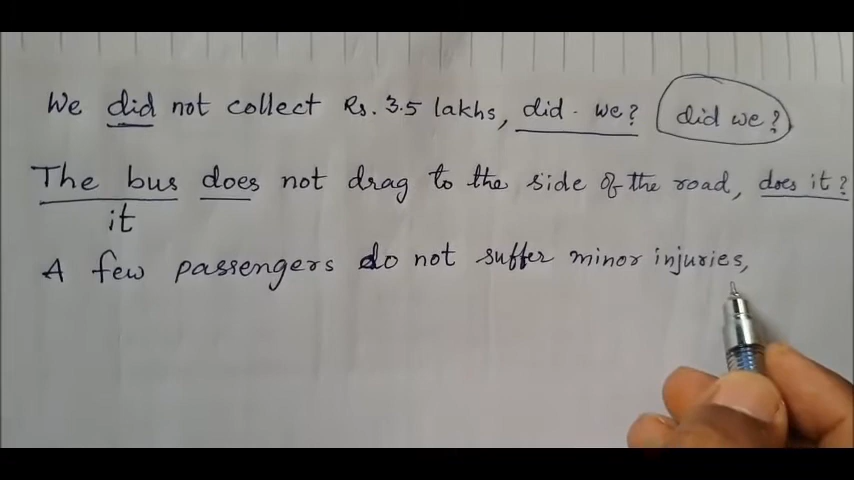 We did not collect Rs. 3.5 lakhs, did we? did we?
The bus does not drag to the side of the road, does it?
it
A few passengers do not suffer minor injuries,